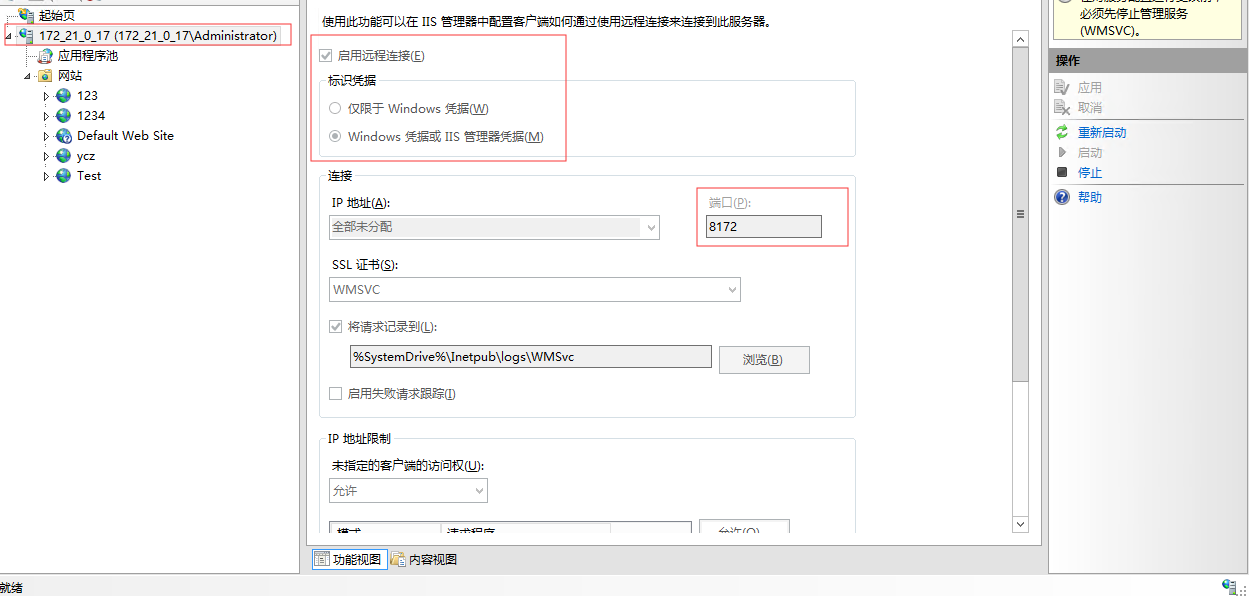 起始页
172_21_0_17 (172_21_0_17\Administrator)
应用程序池
网站
123
1234
Default Web Site
ycz
Test
使用此功能可以在 IIS 管理器中配置客户端如何通过使用远程连接来连接到此服务器。
启用远程连接(E)
标识凭据
仅限于 Windows 凭据(W)
Windows 凭据或 IIS 管理器凭据(M)
连接
IP 地址(A):
端口(P):
全部未分配
8172
SSL 证书(S):
WMSVC
将请求记录到(L):
%SystemDrive%\Inetpub\logs\WMSvc
浏览(B)
启用失败请求跟踪(I)
IP 地址限制
未指定的客户端的访问权(U):
允许
模式
请求程序
允许(O)...
功能视图
内容视图
必须先停止管理服务
(WMSVC)。
操作
应用
取消
重新启动
启动
停止
帮助
就绪